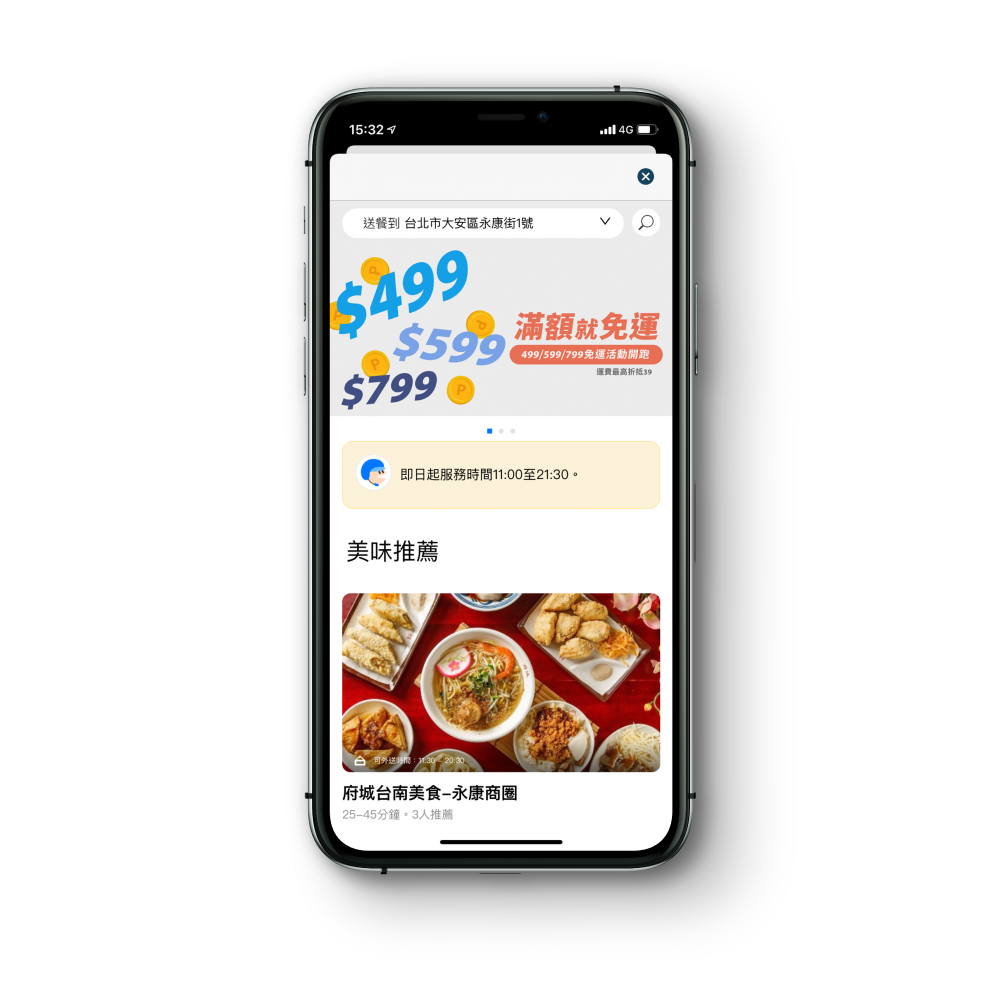 15:32
4G
送餐到 台北市大安區永康街1號
$499
$599
$799
滿額就免運
499/599/799免運活動開跑
運費最高折抵39
即日起服務時間11:00至21:30。
美味推薦
可外送時間：11:30 - 20:30
府城台南美食–永康商圈
25–45分鐘。3人推薦